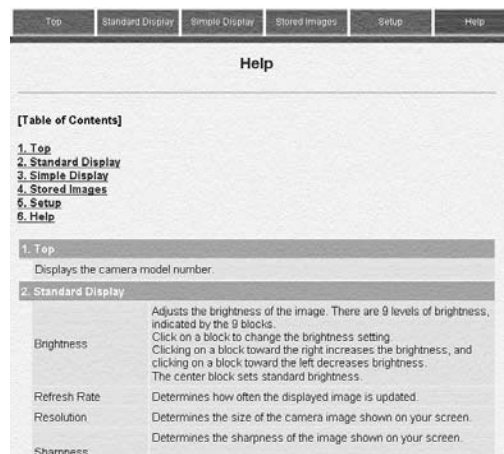 Top Standard Display Simple Display Stored Images Setup Help
Help
[Table of Contents]
1. Top
2. Standard Display
3. Simple Display
4. Stored Images
5. Setup
6. Help
1. Top
Displays the camera model number.
2. Standard Display
Brightness
Adjusts the brightness of the image. There are 9 levels of brightness,
indicated by the 9 blocks.
Click on a block to change the brightness setting.
Clicking on a block toward the right increases the brightness, and
clicking on a block toward the left decreases brightness.
The center block sets standard brightness.
Refresh Rate Determines how often the displayed image is updated.
Resolution Determines the size of the camera image shown on your screen.
Determines the sharpness of the image shown on your screen.
Sharpness